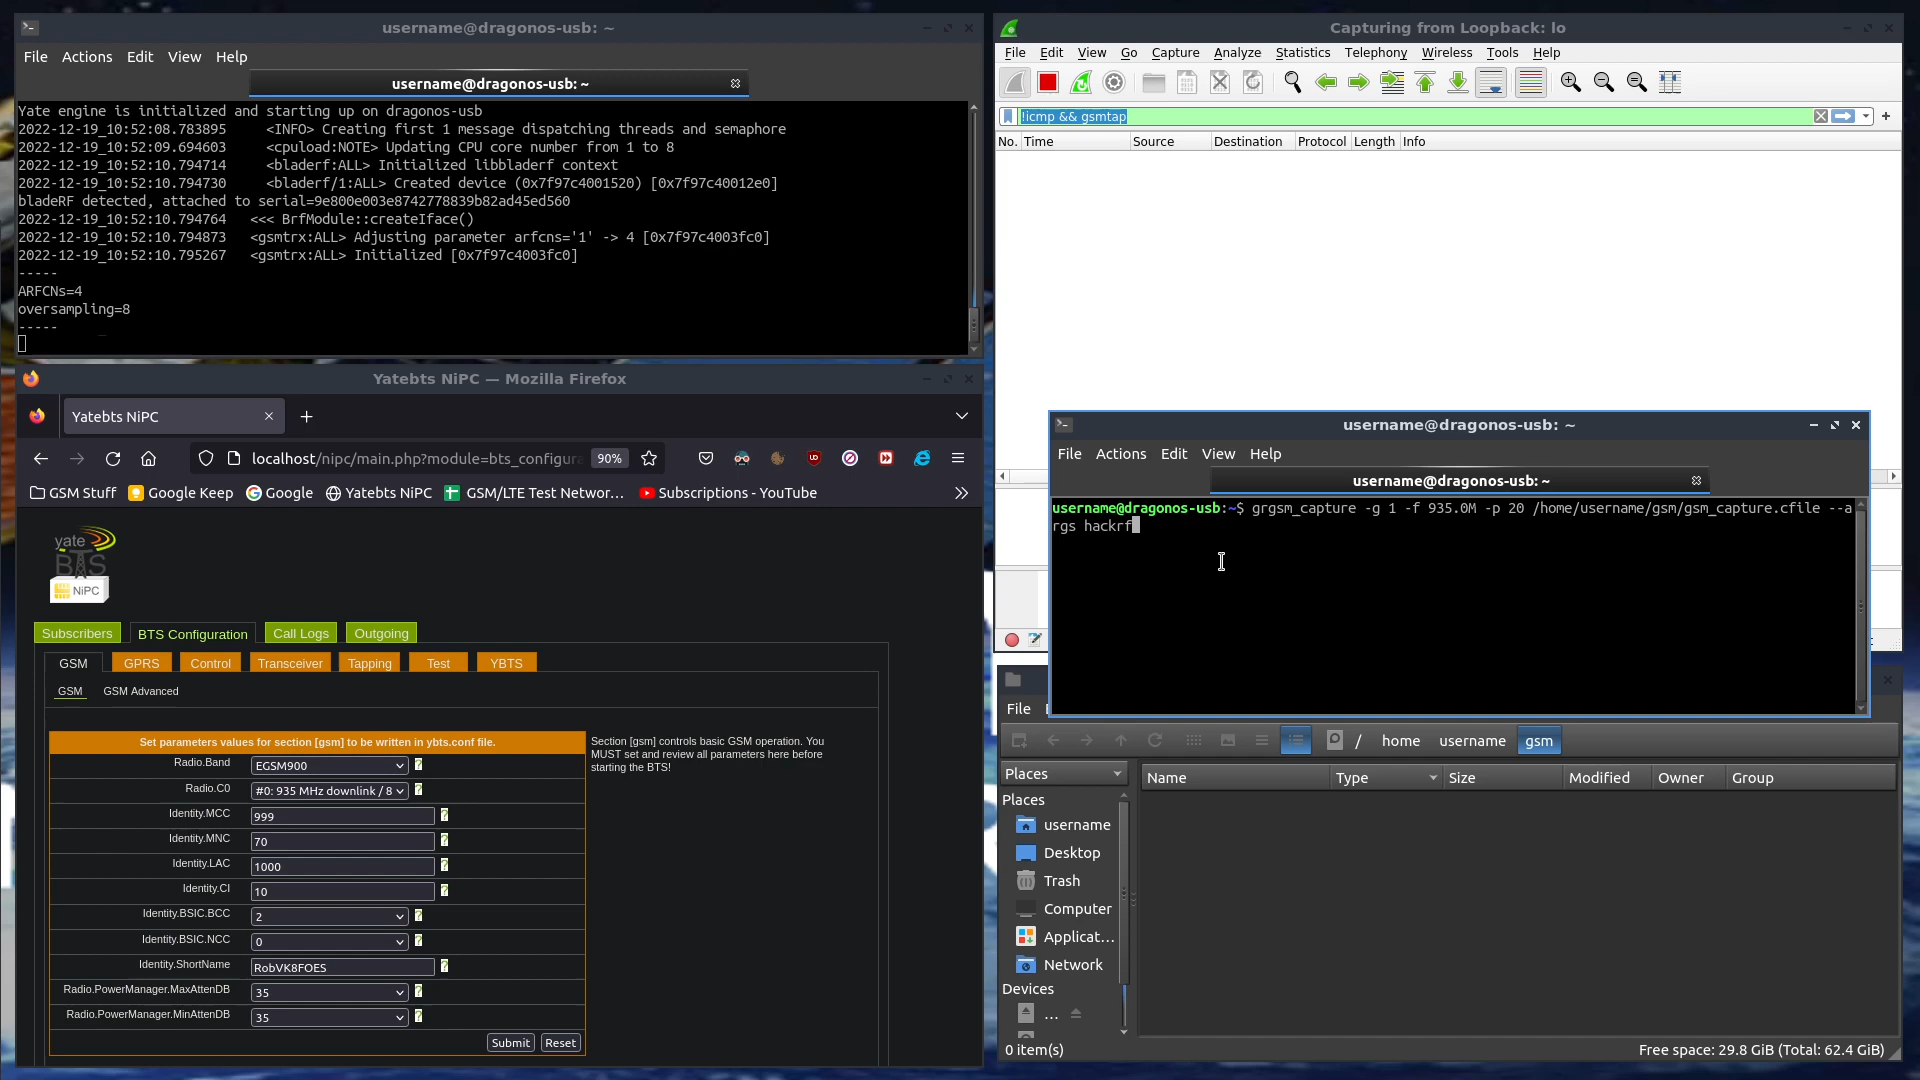 username@dragonos-usb: ~
File Actions Edit View Help
username@dragonos-usb: ~
Yate engine is initialized and starting up on dragonos-usb
2022-12-19_10:52:08.783895 <INFO> Creating first 1 message dispatching threads and semaphore
2022-12-19_10:52:09.694603 <cpuload:NOTE> Updating CPU core number from 1 to 8
2022-12-19_10:52:10.794714 <bladerf:ALL> Initialized libbladerf context
2022-12-19_10:52:10.794730 <bladerf/1:ALL> Created device (0x7f97c4001520) [0x7f97c40012e0]
bladeRF detected, attached to serial=9e800e003e8742778839b82ad45ed560
2022-12-19_10:52:10.794764 <<< BrfModule::createIface()
2022-12-19_10:52:10.794873 <gsmtrx:ALL> Adjusting parameter arfcns='1' -> 4 [0x7f97c4003fc0]
2022-12-19_10:52:10.795267 <gsmtrx:ALL> Initialized [0x7f97c4003fc0]
-----
ARFCNs=4
oversampling=8
-----
Capturing from Loopback: lo
File Edit View Go Capture Analyze Statistics Telephony Wireless Tools Help
!icmp && gsmtap
No. Time Source Destination Protocol Length Info
Yatebts NiPC — Mozilla Firefox
Yatebts NiPC
localhost/nipc/main.php?module=bts_configura
90%
GSM Stuff Google Keep Google Yatebts NiPC GSM/LTE Test Networ... Subscriptions - YouTube
yate
BTS
NiPC
Subscribers BTS Configuration Call Logs Outgoing
GSM GPRS Control Transceiver Tapping Test YBTS
GSM GSM Advanced
Set parameters values for section [gsm] to be written in ybts.conf file.
Radio.Band EGSM900 ?
Radio.C0 #0: 935 MHz downlink / 8 ?
Identity.MCC 999 ?
Identity.MNC 70 ?
Identity.LAC 1000 ?
Identity.CI 10 ?
Identity.BSIC.BCC 2 ?
Identity.BSIC.NCC 0 ?
Identity.ShortName RobVK8FOES ?
Radio.PowerManager.MaxAttenDB 35 ?
Radio.PowerManager.MinAttenDB 35 ?
Submit Reset
Section [gsm] controls basic GSM operation. You
MUST set and review all parameters here before
starting the BTS!
username@dragonos-usb: ~
File Actions Edit View Help
username@dragonos-usb: ~
username@dragonos-usb:~$ grgsm_capture -g 1 -f 935.0M -p 20 /home/username/gsm/gsm_capture.cfile --a
rgs hackrf
File
/ home username gsm
Places
Name Type Size Modified Owner Group
Places
username
Desktop
Trash
Computer
Applicat...
Network
Devices
...
0 item(s)
Free space: 29.8 GiB (Total: 62.4 GiB)